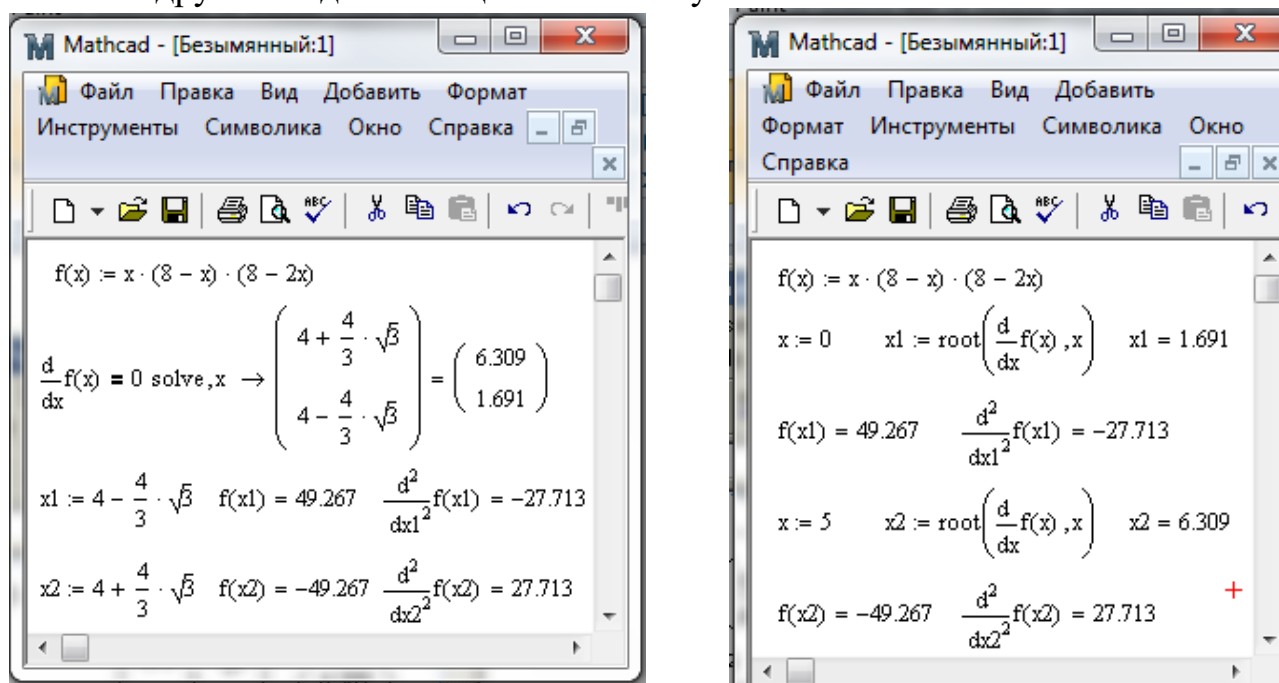 Mathcad - [Безымянный:1]
Файл Правка Вид Добавить Формат
Инструменты Символика Окно Справка
ABC
f(x) := x · (8 − x) · (8 − 2x)
d/dx f(x) = 0 solve,x → (4 + 4/3 · √3; 4 − 4/3 · √3) = (6.309; 1.691)
x1 := 4 − 4/3 · √3 f(x1) = 49.267 d²/dx1² f(x1) = −27.713
x2 := 4 + 4/3 · √3 f(x2) = −49.267 d²/dx2² f(x2) = 27.713
Mathcad - [Безымянный:1]
Файл Правка Вид Добавить
Формат Инструменты Символика Окно
Справка
ABC
f(x) := x · (8 − x) · (8 − 2x)
x := 0 x1 := root(d/dx f(x) ,x) x1 = 1.691
f(x1) = 49.267 d²/dx1² f(x1) = −27.713
x := 5 x2 := root(d/dx f(x) ,x) x2 = 6.309
f(x2) = −49.267 d²/dx2² f(x2) = 27.713